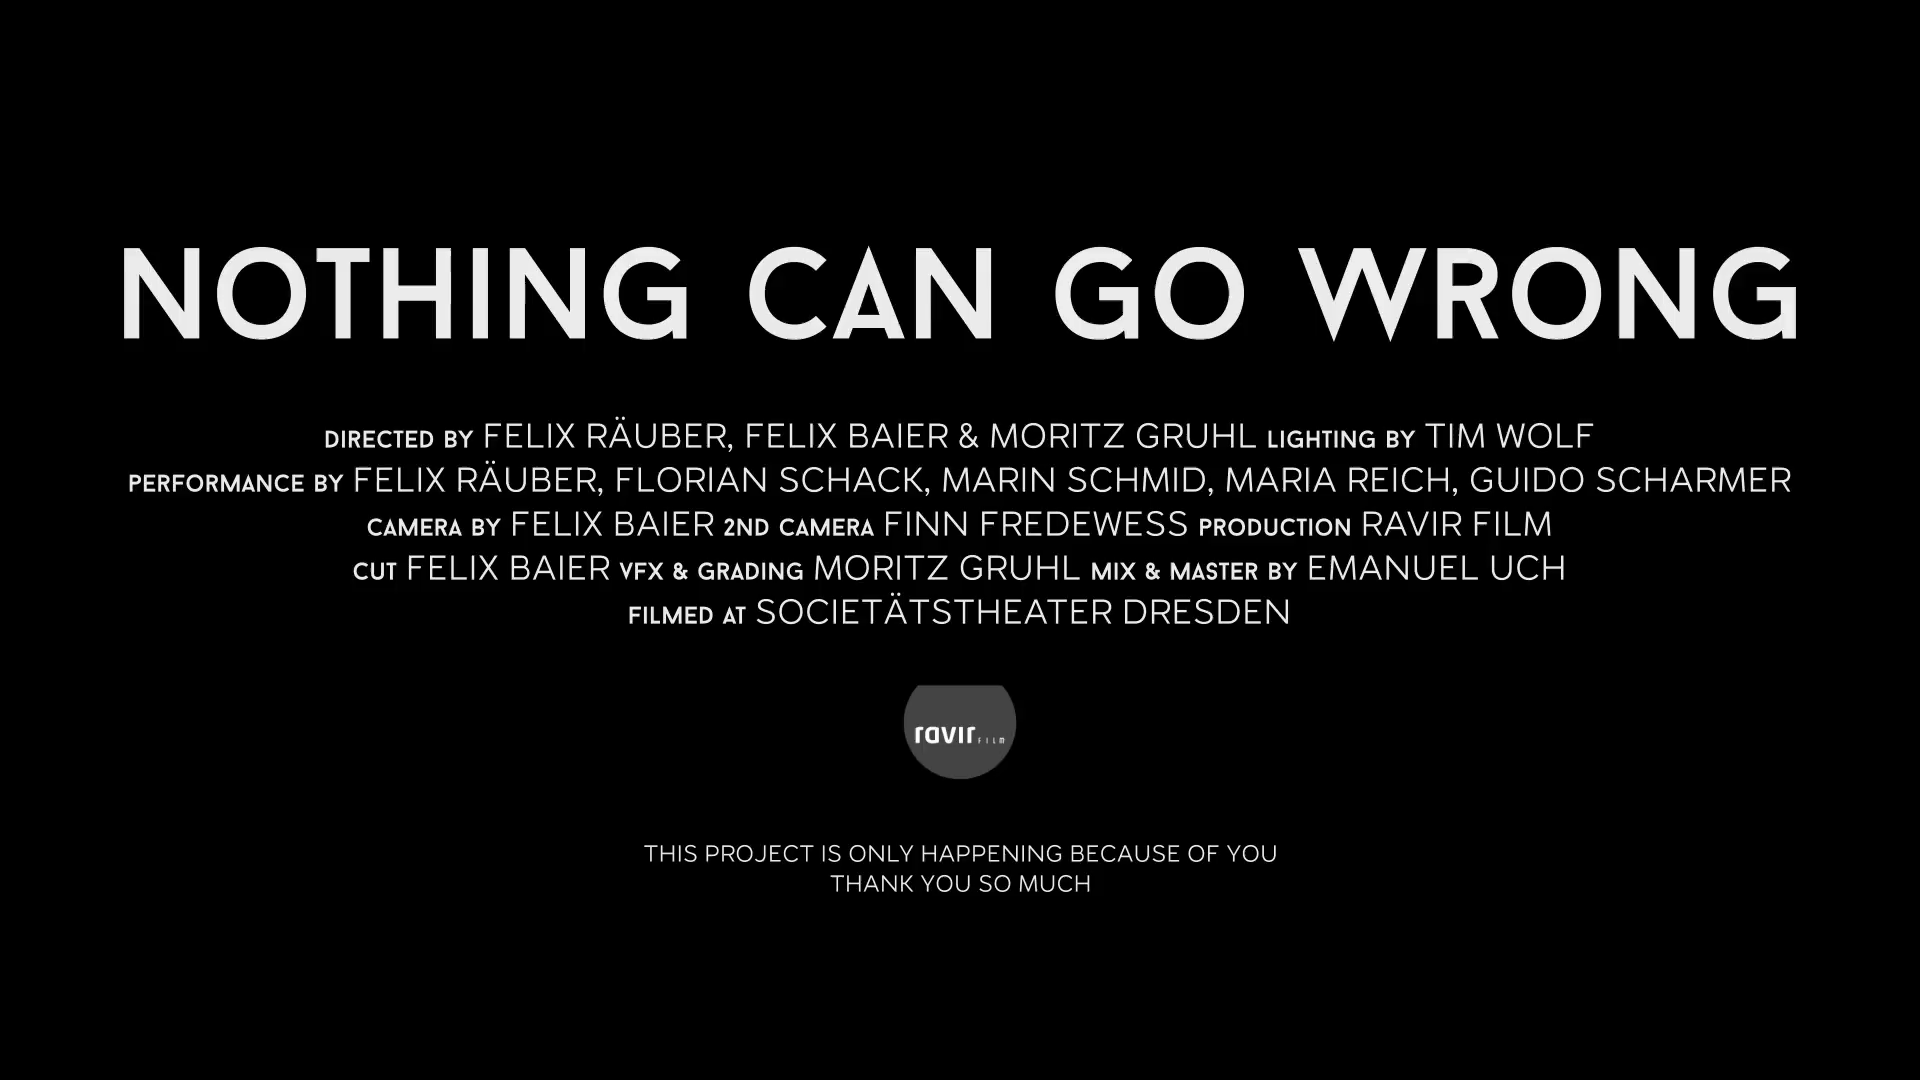 NOTHING CAN GO WRONG
DIRECTED BY FELIX RÄUBER, FELIX BAIER & MORITZ GRUHL LIGHTING BY TIM WOLF
PERFORMANCE BY FELIX RÄUBER, FLORIAN SCHACK, MARIN SCHMID, MARIA REICH, GUIDO SCHARMER
CAMERA BY FELIX BAIER 2ND CAMERA FINN FREDEWESS PRODUCTION RAVIR FILM
CUT FELIX BAIER VFX & GRADING MORITZ GRUHL MIX & MASTER BY EMANUEL UCH
FILMED AT SOCIETÄTSTHEATER DRESDEN
ravir FILM
THIS PROJECT IS ONLY HAPPENING BECAUSE OF YOU
THANK YOU SO MUCH